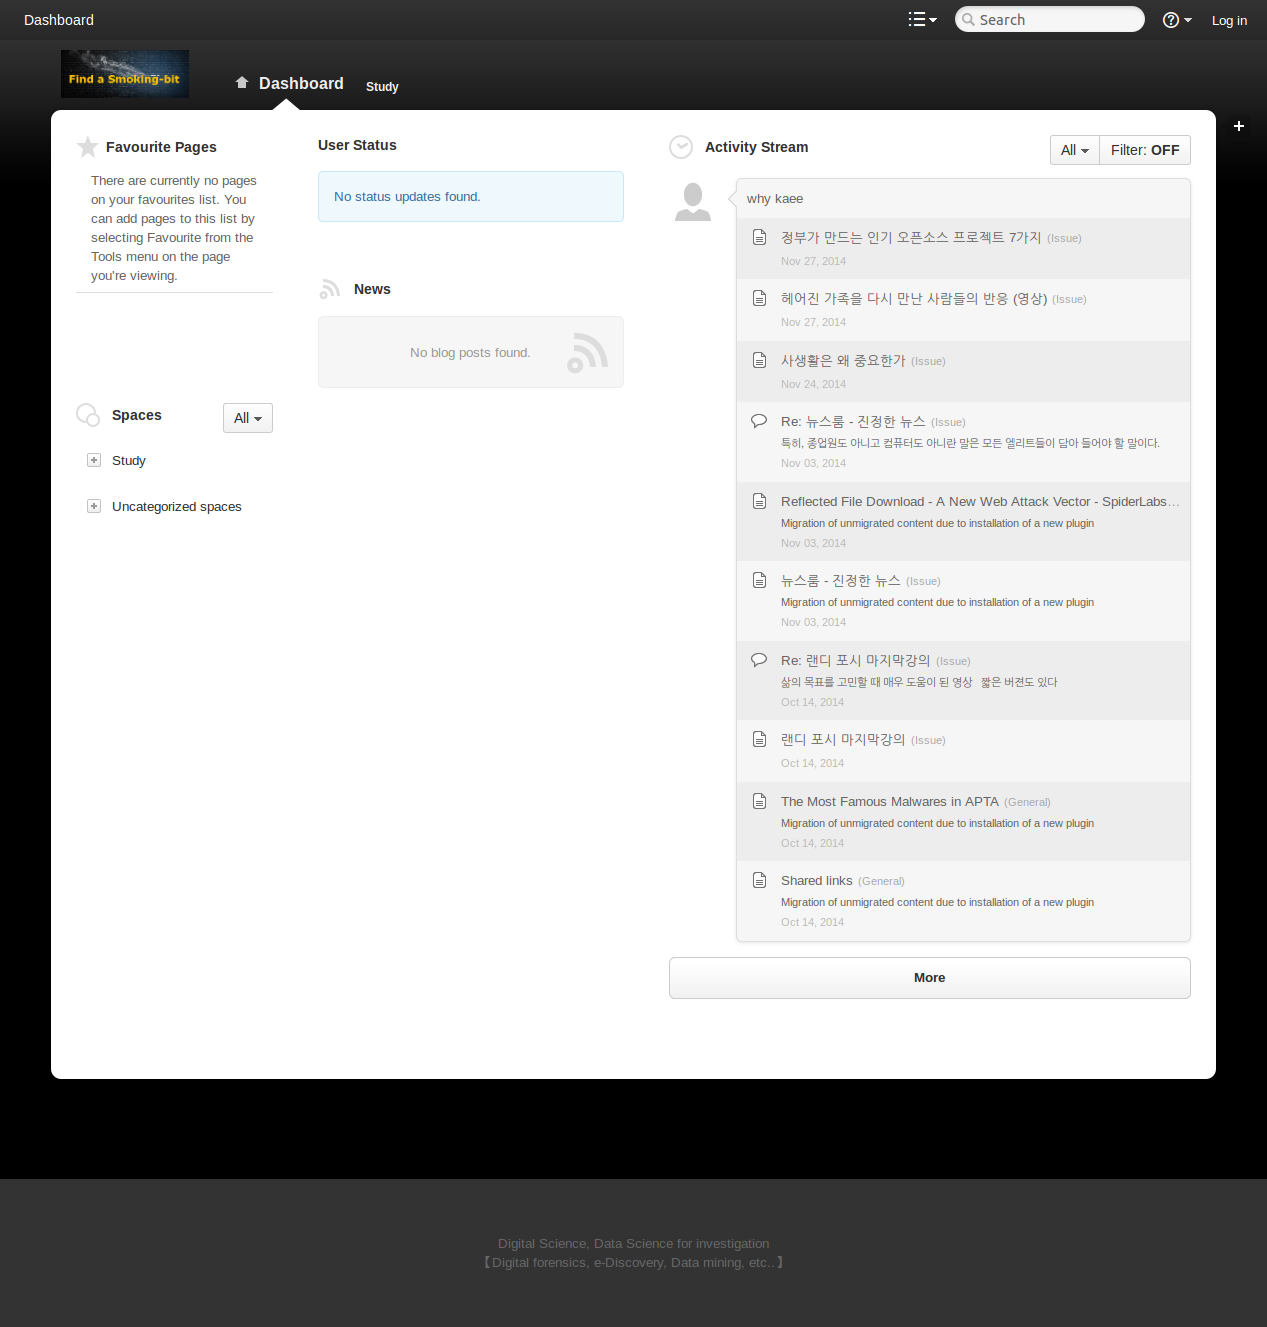 Dashboard
Search
Log in
Find a Smoking-bit
Dashboard
Study
Favourite Pages
There are currently no pages
on your favourites list. You
can add pages to this list by
selecting Favourite from the
Tools menu on the page
you're viewing.
Spaces
All
Study
Uncategorized spaces
User Status
No status updates found.
News
No blog posts found.
Activity Stream
All
Filter: OFF
why kaee
정부가 만드는 인기 오픈소스 프로젝트 7가지 (Issue)
Nov 27, 2014
헤어진 가족을 다시 만난 사람들의 반응 (영상) (Issue)
Nov 27, 2014
사생활은 왜 중요한가 (Issue)
Nov 24, 2014
Re: 뉴스룸 - 진정한 뉴스 (Issue)
특히, 종업원도 아니고 컴퓨터도 아니란 말은 모든 엘리트들이 담아 들어야 할 말이다.
Nov 03, 2014
Reflected File Download - A New Web Attack Vector - SpiderLabs…
Migration of unmigrated content due to installation of a new plugin
Nov 03, 2014
뉴스룸 - 진정한 뉴스 (Issue)
Migration of unmigrated content due to installation of a new plugin
Nov 03, 2014
Re: 랜디 포시 마지막강의 (Issue)
삶의 목표를 고민할 때 매우 도움이 된 영상 짧은 버젼도 있다
Oct 14, 2014
랜디 포시 마지막강의 (Issue)
Oct 14, 2014
The Most Famous Malwares in APTA (General)
Migration of unmigrated content due to installation of a new plugin
Oct 14, 2014
Shared links (General)
Migration of unmigrated content due to installation of a new plugin
Oct 14, 2014
More
Digital Science, Data Science for investigation
【Digital forensics, e-Discovery, Data mining, etc..】